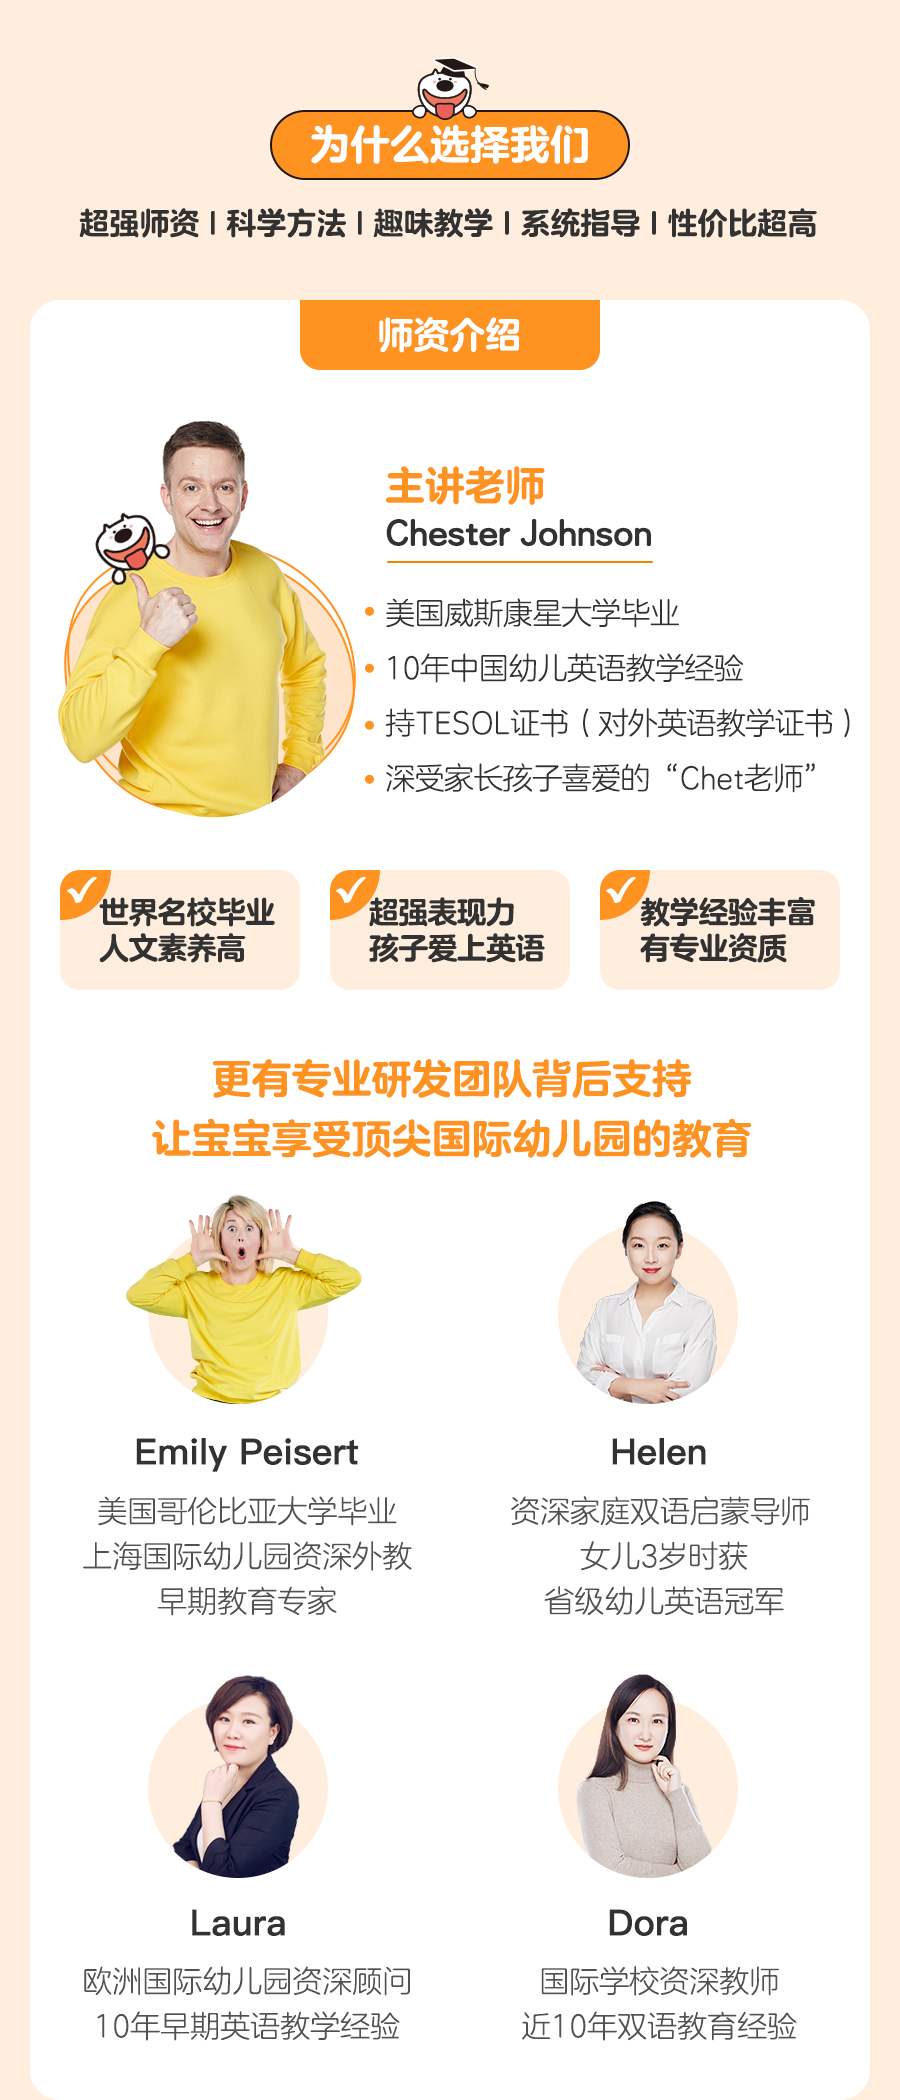 为什么选择我们
超强师资 | 科学方法 | 趣味教学 | 系统指导 | 性价比超高
师资介绍
主讲老师
Chester Johnson
美国威斯康星大学毕业
10年中国幼儿英语教学经验
持TESOL证书（对外英语教学证书）
深受家长孩子喜爱的“Chet老师”
世界名校毕业
人文素养高
超强表现力
孩子爱上英语
教学经验丰富
有专业资质
更有专业研发团队背后支持
让宝宝享受顶尖国际幼儿园的教育
Emily Peisert
美国哥伦比亚大学毕业
上海国际幼儿园资深外教
早期教育专家
Helen
资深家庭双语启蒙导师
女儿3岁时获
省级幼儿英语冠军
Laura
欧洲国际幼儿园资深顾问
10年早期英语教学经验
Dora
国际学校资深教师
近10年双语教育经验